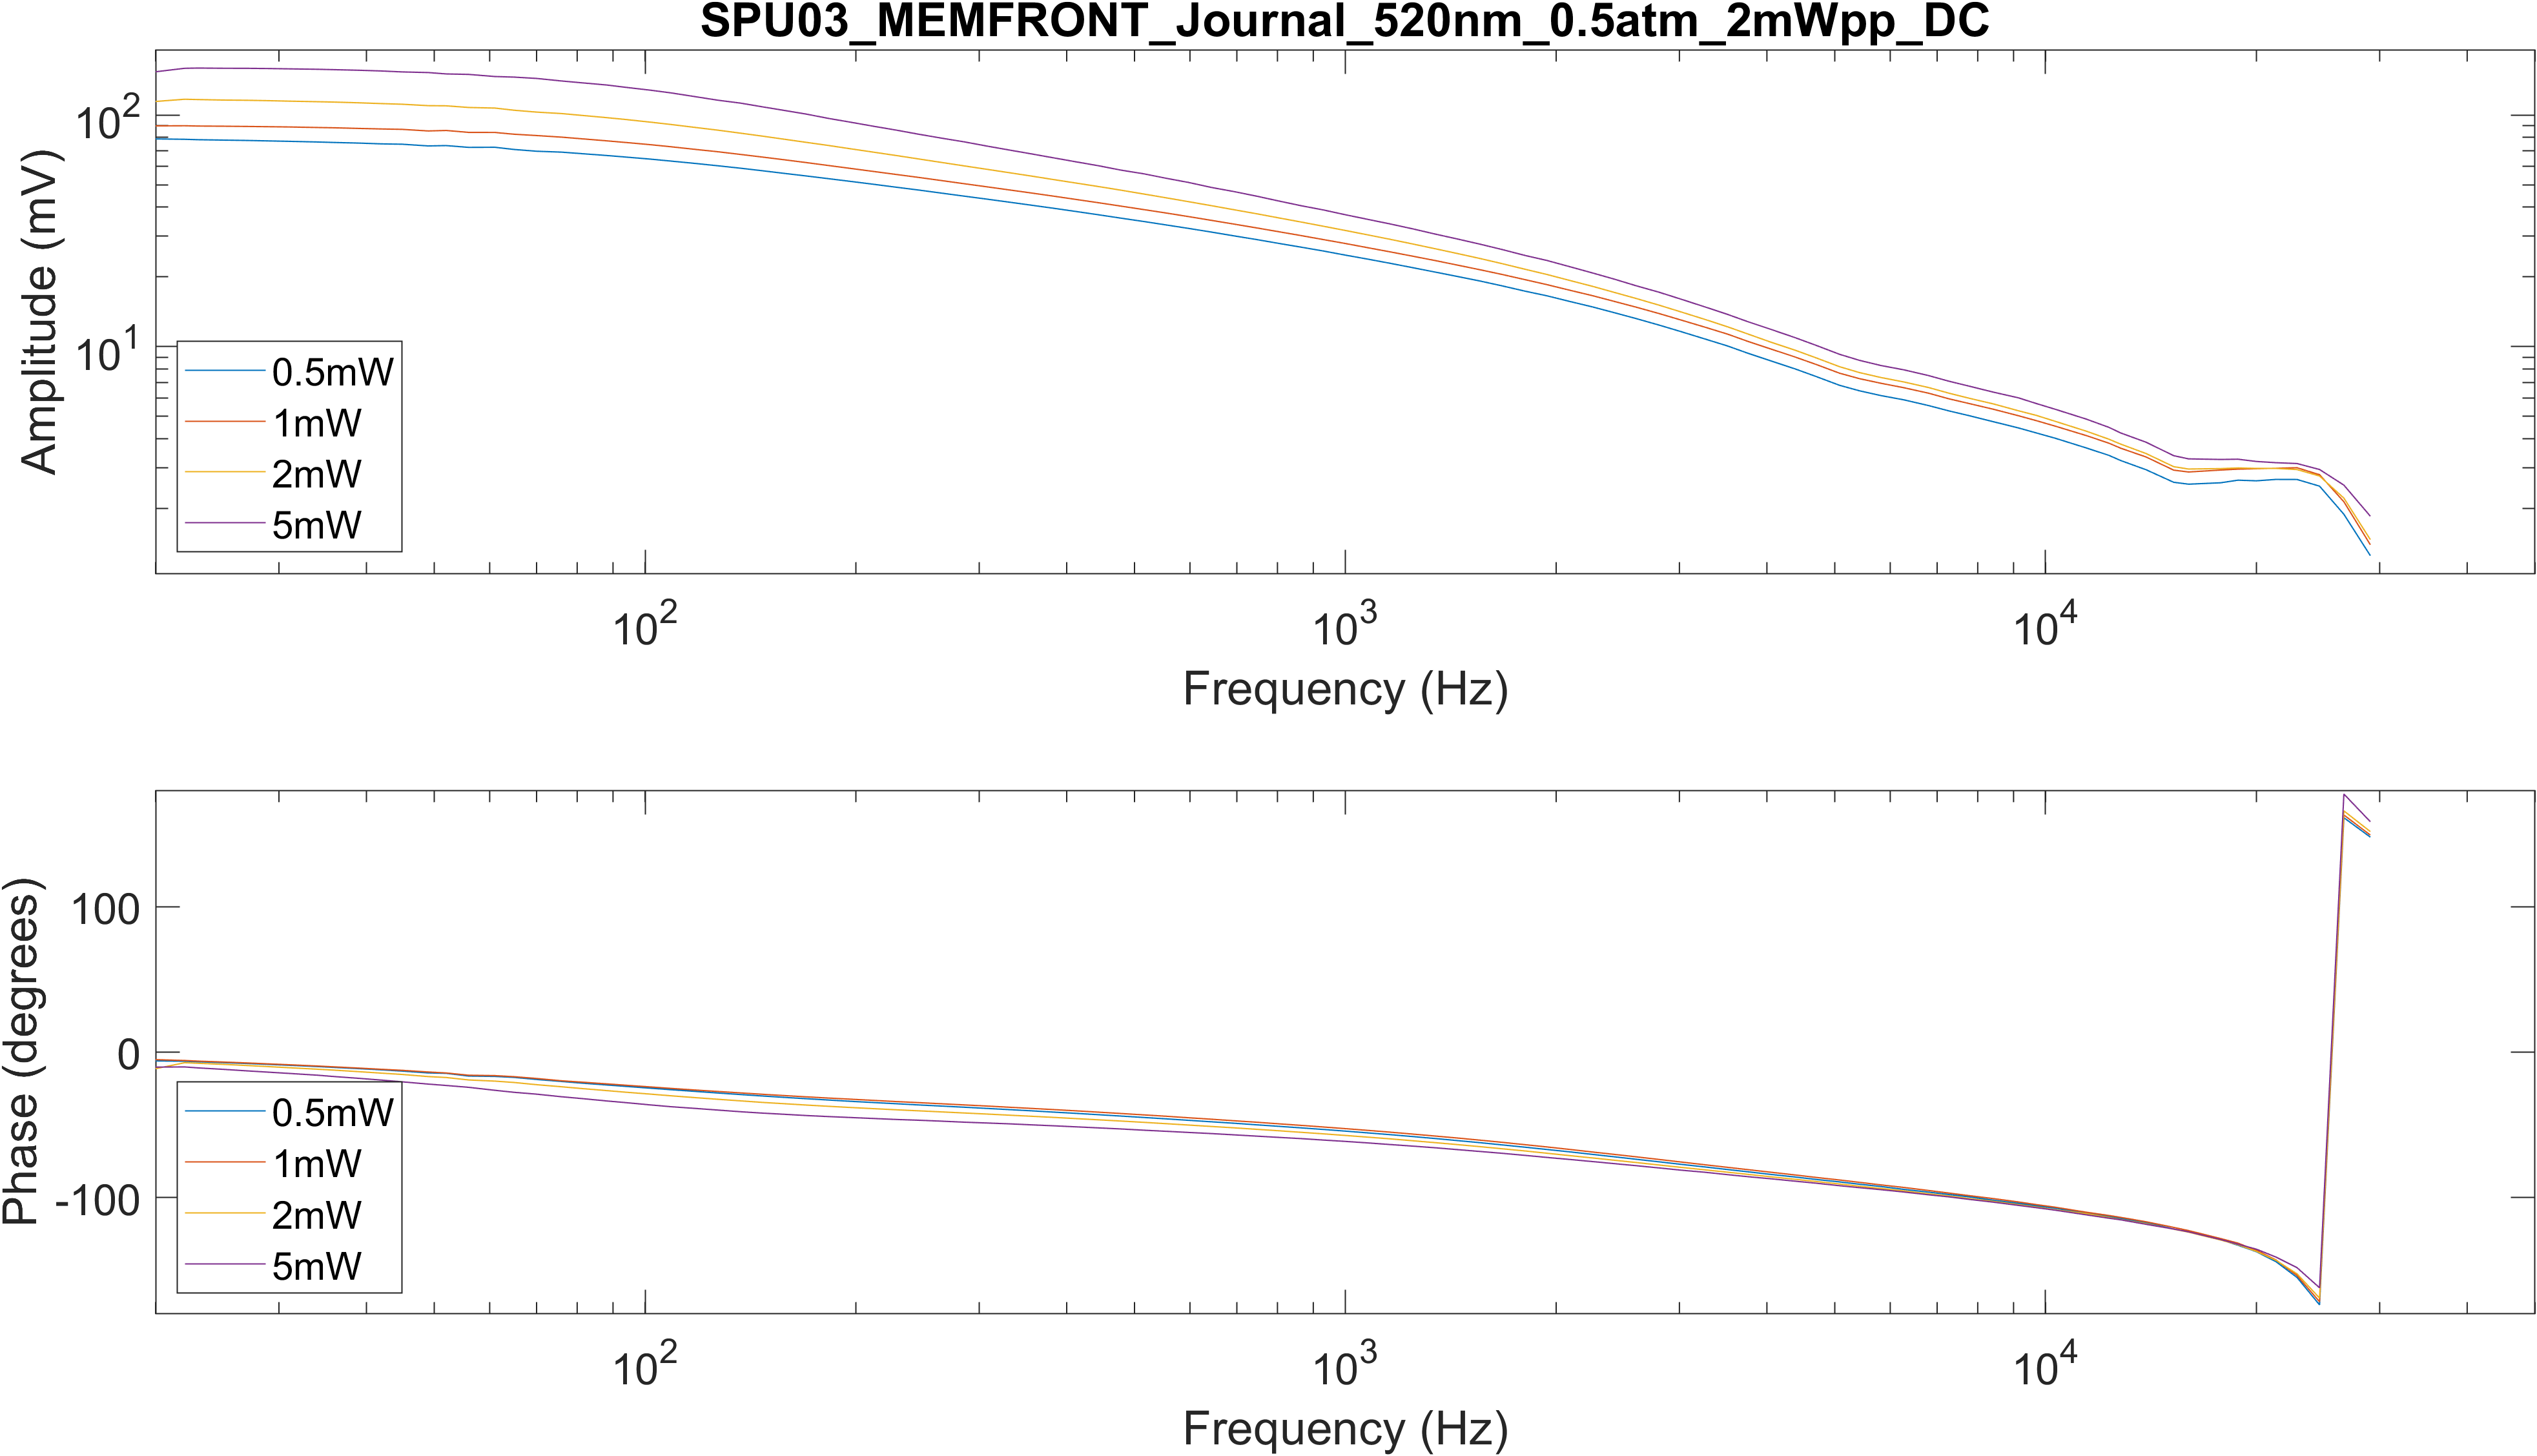 SPU03_MEMFRONT_Journal_520nm_0.5atm_2mWpp_DC
Amplitude (mV)
10^2
10^1
0.5mW
1mW
2mW
5mW
10^2
10^3
10^4
Frequency (Hz)
Phase (degrees)
100
0
-100
0.5mW
1mW
2mW
5mW
10^2
10^3
10^4
Frequency (Hz)